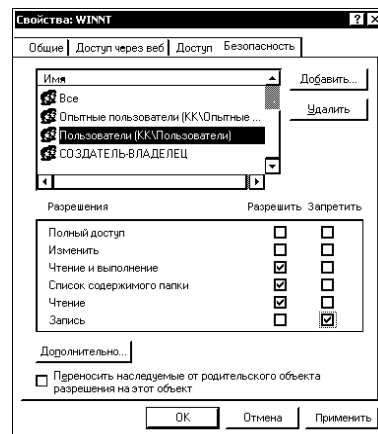 Свойства: WINNT
Общие Доступ через веб Доступ Безопасность
Имя
Добавить...
Все
Опытные пользователи (KK\Опытные ...
Удалить
Пользователи (KK\Пользователи)
СОЗДАТЕЛЬ-ВЛАДЕЛЕЦ
Разрешения Разрешить Запретить
Полный доступ
Изменить
Чтение и выполнение
Список содержимого папки
Чтение
Запись
Дополнительно...
Переносить наследуемые от родительского объекта
разрешения на этот объект
OK Отмена Применить